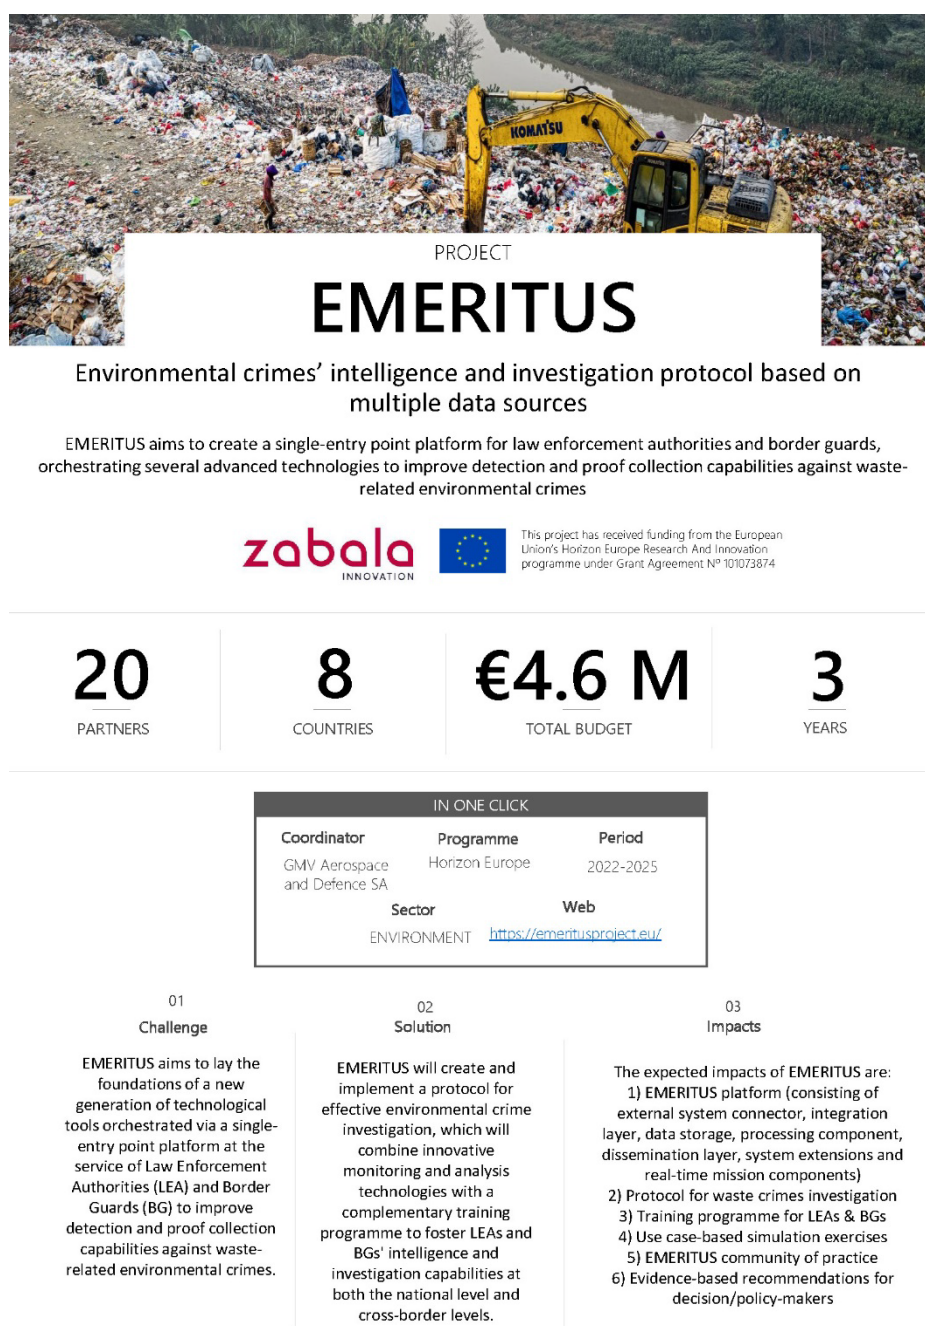 KOMATSU
KOMATSU
PROJECT
EMERITUS
Environmental crimes’ intelligence and investigation protocol based on
multiple data sources
EMERITUS aims to create a single-entry point platform for law enforcement authorities and border guards,
orchestrating several advanced technologies to improve detection and proof collection capabilities against waste-
related environmental crimes
zabala
INNOVATION
This project has received funding from the European
Union's Horizon Europe Research And Innovation
programme under Grant Agreement Nº 101073874
20
PARTNERS
8
COUNTRIES
€4.6 M
TOTAL BUDGET
3
YEARS
IN ONE CLICK
Coordinator
GMV Aerospace
and Defence SA
Programme
Horizon Europe
Period
2022-2025
Sector
ENVIRONMENT
Web
https://emeritusproject.eu/
01
Challenge
EMERITUS aims to lay the
foundations of a new
generation of technological
tools orchestrated via a single-
entry point platform at the
service of Law Enforcement
Authorities (LEA) and Border
Guards (BG) to improve
detection and proof collection
capabilities against waste-
related environmental crimes.
02
Solution
EMERITUS will create and
implement a protocol for
effective environmental crime
investigation, which will
combine innovative
monitoring and analysis
technologies with a
complementary training
programme to foster LEAs and
BGs' intelligence and
investigation capabilities at
both the national level and
cross-border levels.
03
Impacts
The expected impacts of EMERITUS are:
1) EMERITUS platform (consisting of
external system connector, integration
layer, data storage, processing component,
dissemination layer, system extensions and
real-time mission components)
2) Protocol for waste crimes investigation
3) Training programme for LEAs & BGs
4) Use case-based simulation exercises
5) EMERITUS community of practice
6) Evidence-based recommendations for
decision/policy-makers